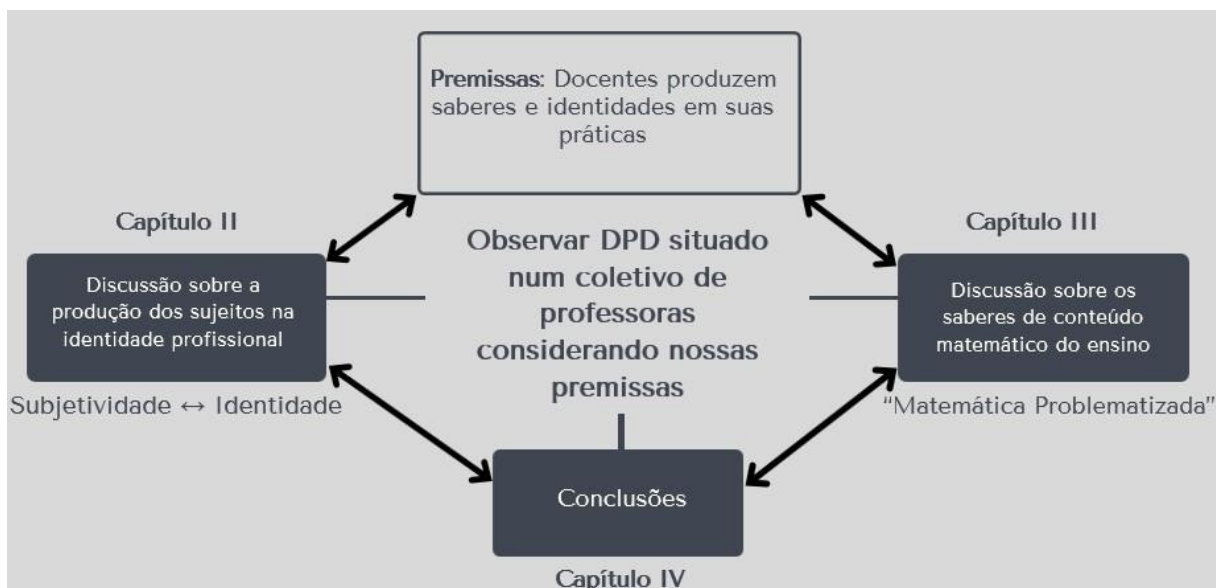 Premissas: Docentes produzem
saberes e identidades em suas
práticas
Capítulo II
Capítulo III
Discussão sobre a
produção dos sujeitos na
identidade profissional
Observar DPD situado
num coletivo de
professoras
considerando nossas
premissas
Discussão sobre os
saberes de conteúdo
matemático do ensino
Subjetividade ↔ Identidade
“Matemática Problematizada”
Conclusões
Capítulo IV